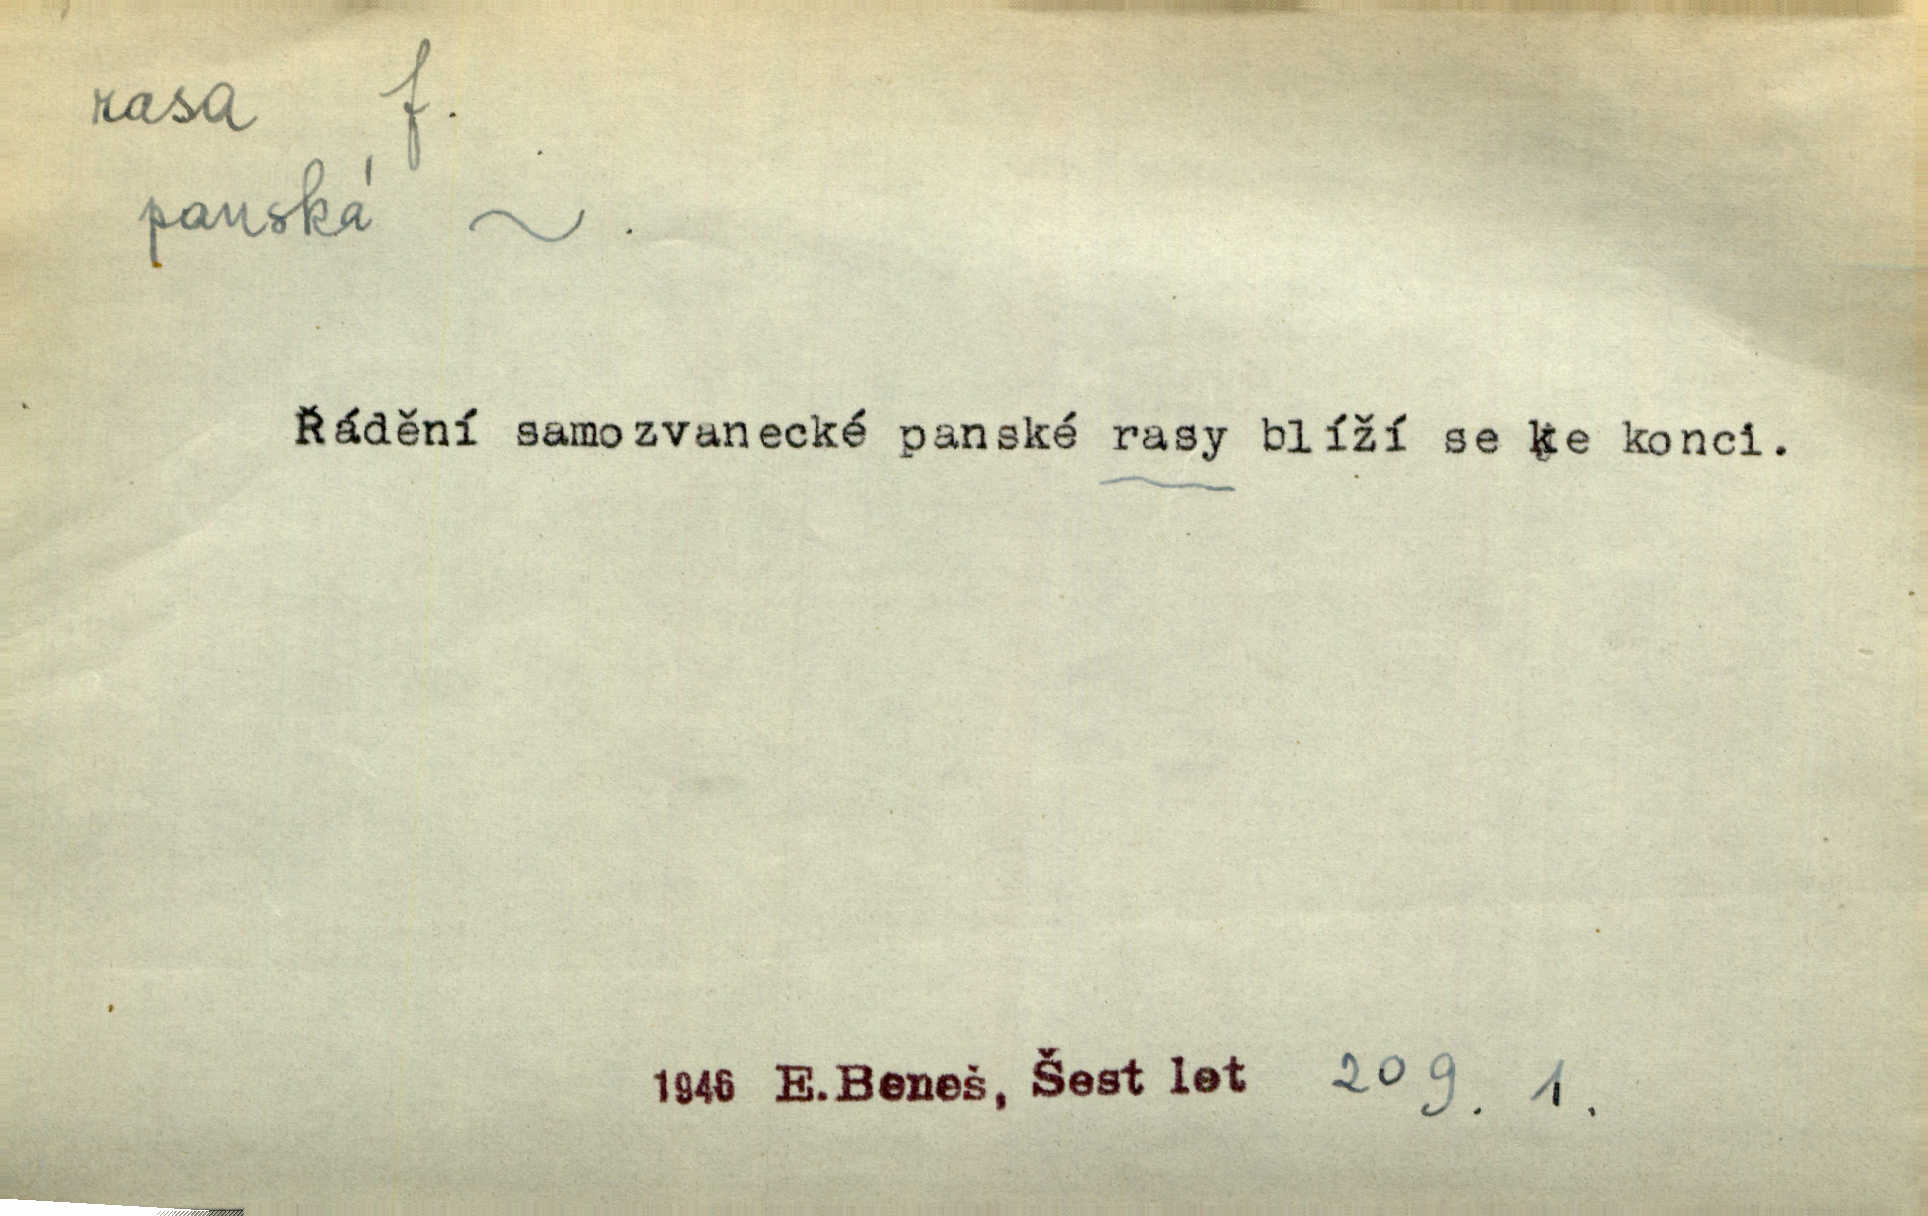 rasa f.
panská ~ .
Řádění samozvanecké panské rasy blíží se ke konci.
1946 E. Beneš, Šest let 209. 1.